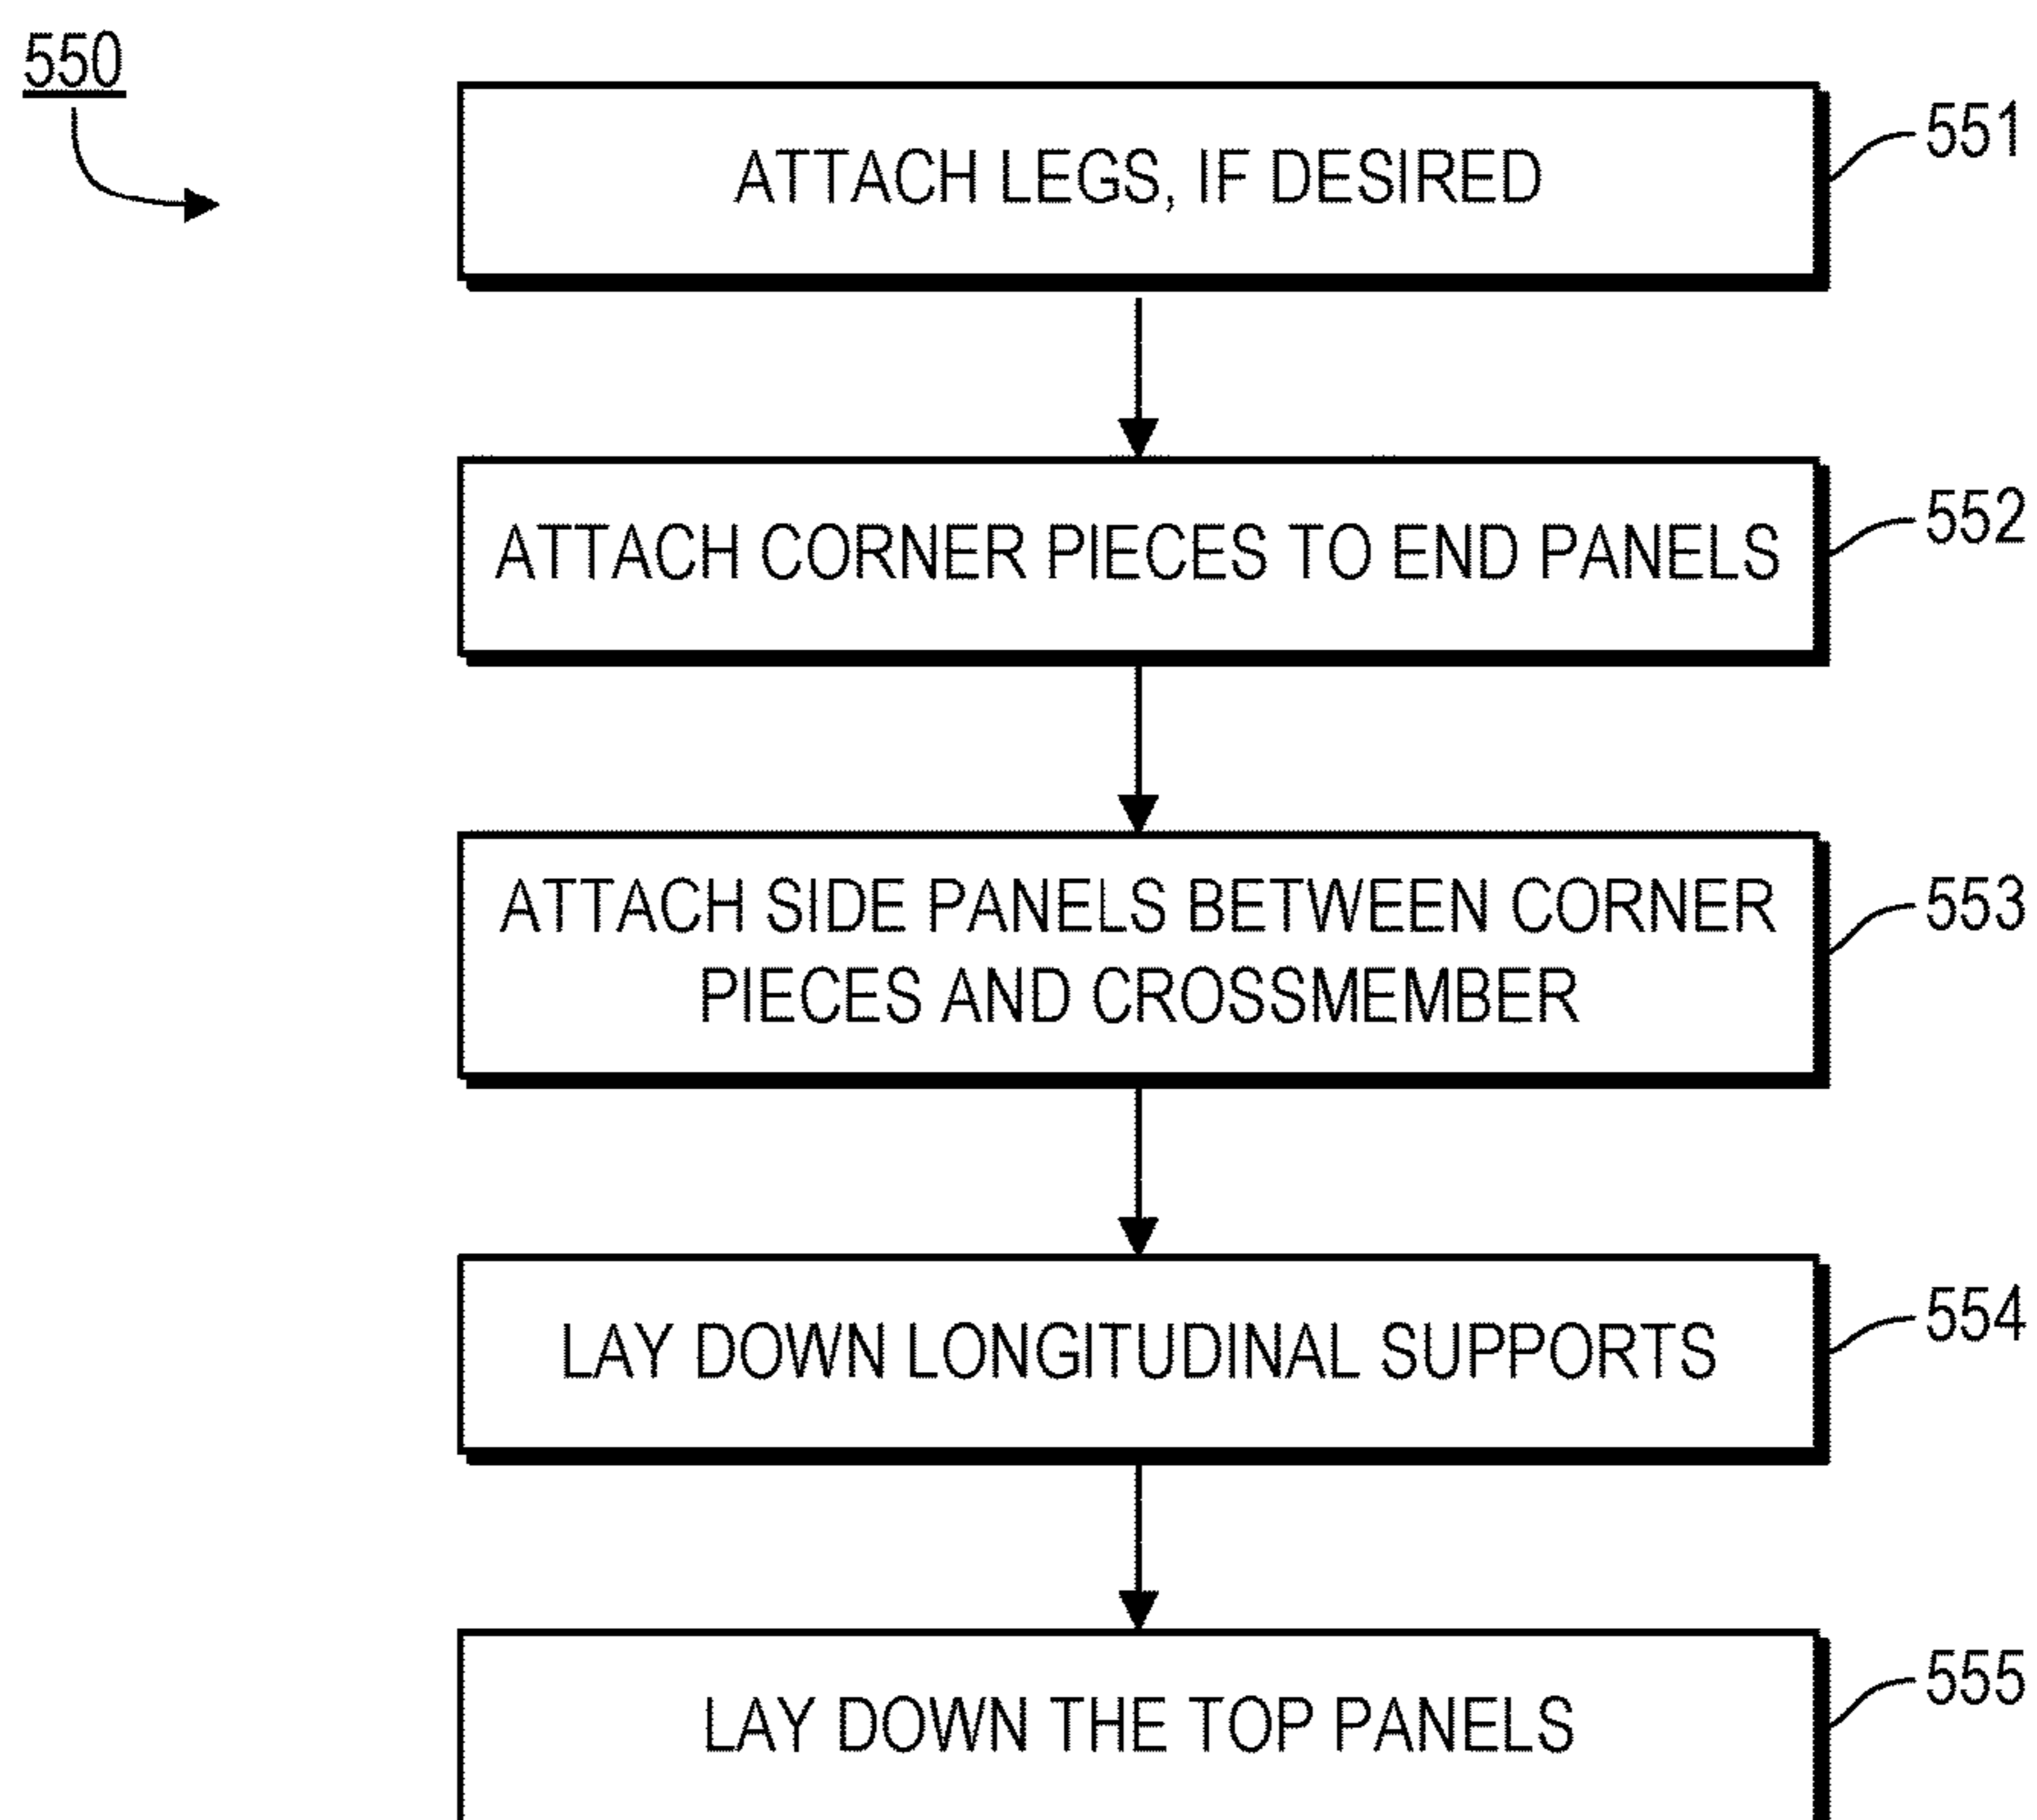 550
ATTACH LEGS, IF DESIRED
551
ATTACH CORNER PIECES TO END PANELS
552
ATTACH SIDE PANELS BETWEEN CORNER
PIECES AND CROSSMEMBER
553
LAY DOWN LONGITUDINAL SUPPORTS
554
LAY DOWN THE TOP PANELS
555